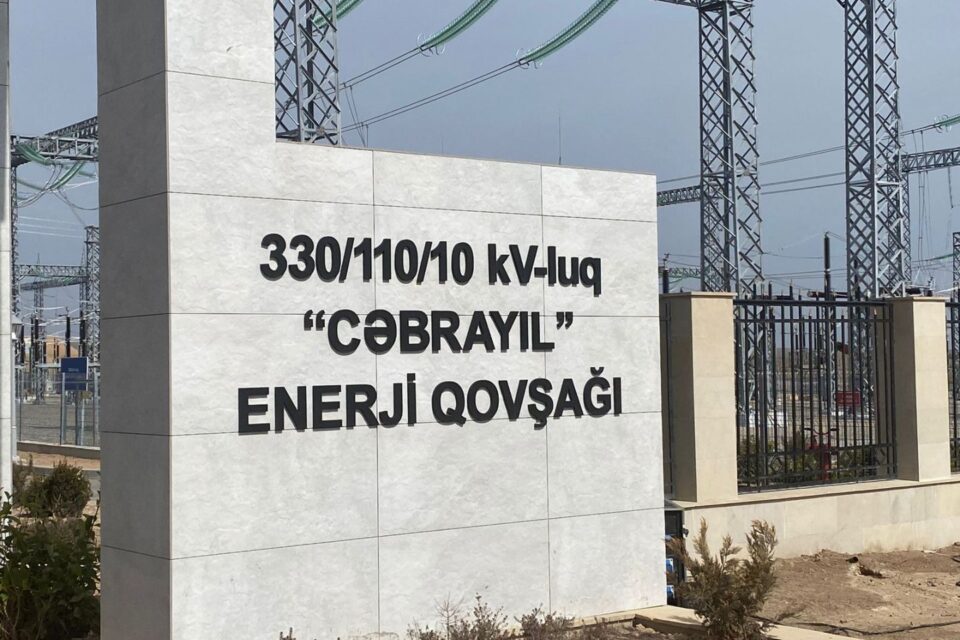 330/110/10 kV-luq
“CƏBRAYIL”
ENERJİ QOVŞAĞI